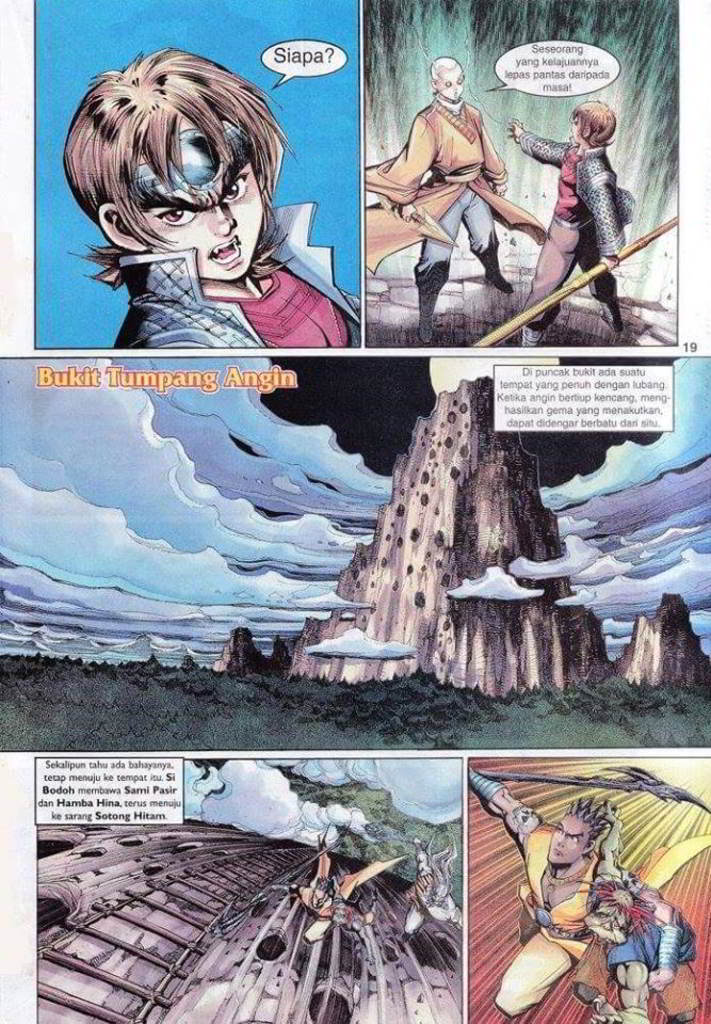 Siapa?
Seseorang
yang kelajuannya
lepas pantas daripada
masa!
19
Bukit Tumpang Angin
Di puncak bukit ada suatu
tempat yang penuh dengan lubang.
Ketika angin bertiup kencang, meng-
hasilkan gema yang menakutkan,
dapat didengar berbatu dari situ.
Sekalipun tahu ada bahayanya,
tetap menuju ke tempat itu. Si
Bodoh membawa Sami Pasir
dan Hamba Hina, terus menuju
ke sarang Sotong Hitam.